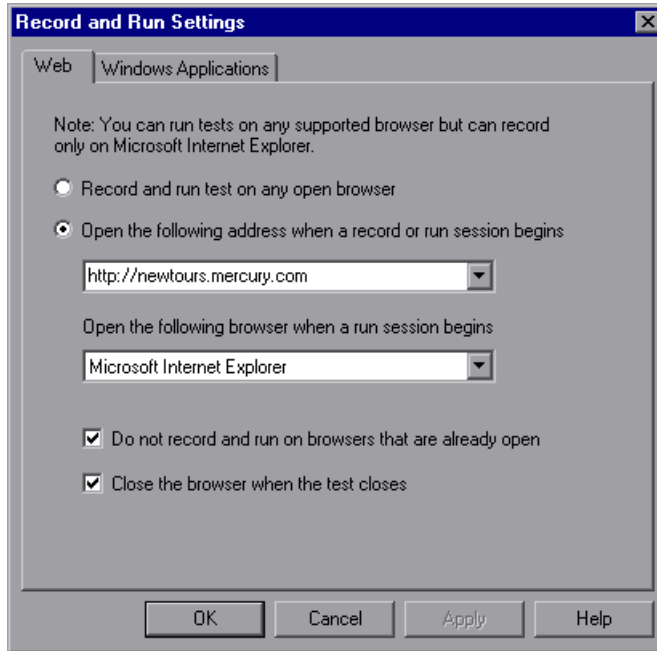 Record and Run Settings
Web
Windows Applications
Note: You can run tests on any supported browser but can record
only on Microsoft Internet Explorer.
Record and run test on any open browser
Open the following address when a record or run session begins
http://newtours.mercury.com
Open the following browser when a run session begins
Microsoft Internet Explorer
Do not record and run on browsers that are already open
Close the browser when the test closes
OK
Cancel
Apply
Help